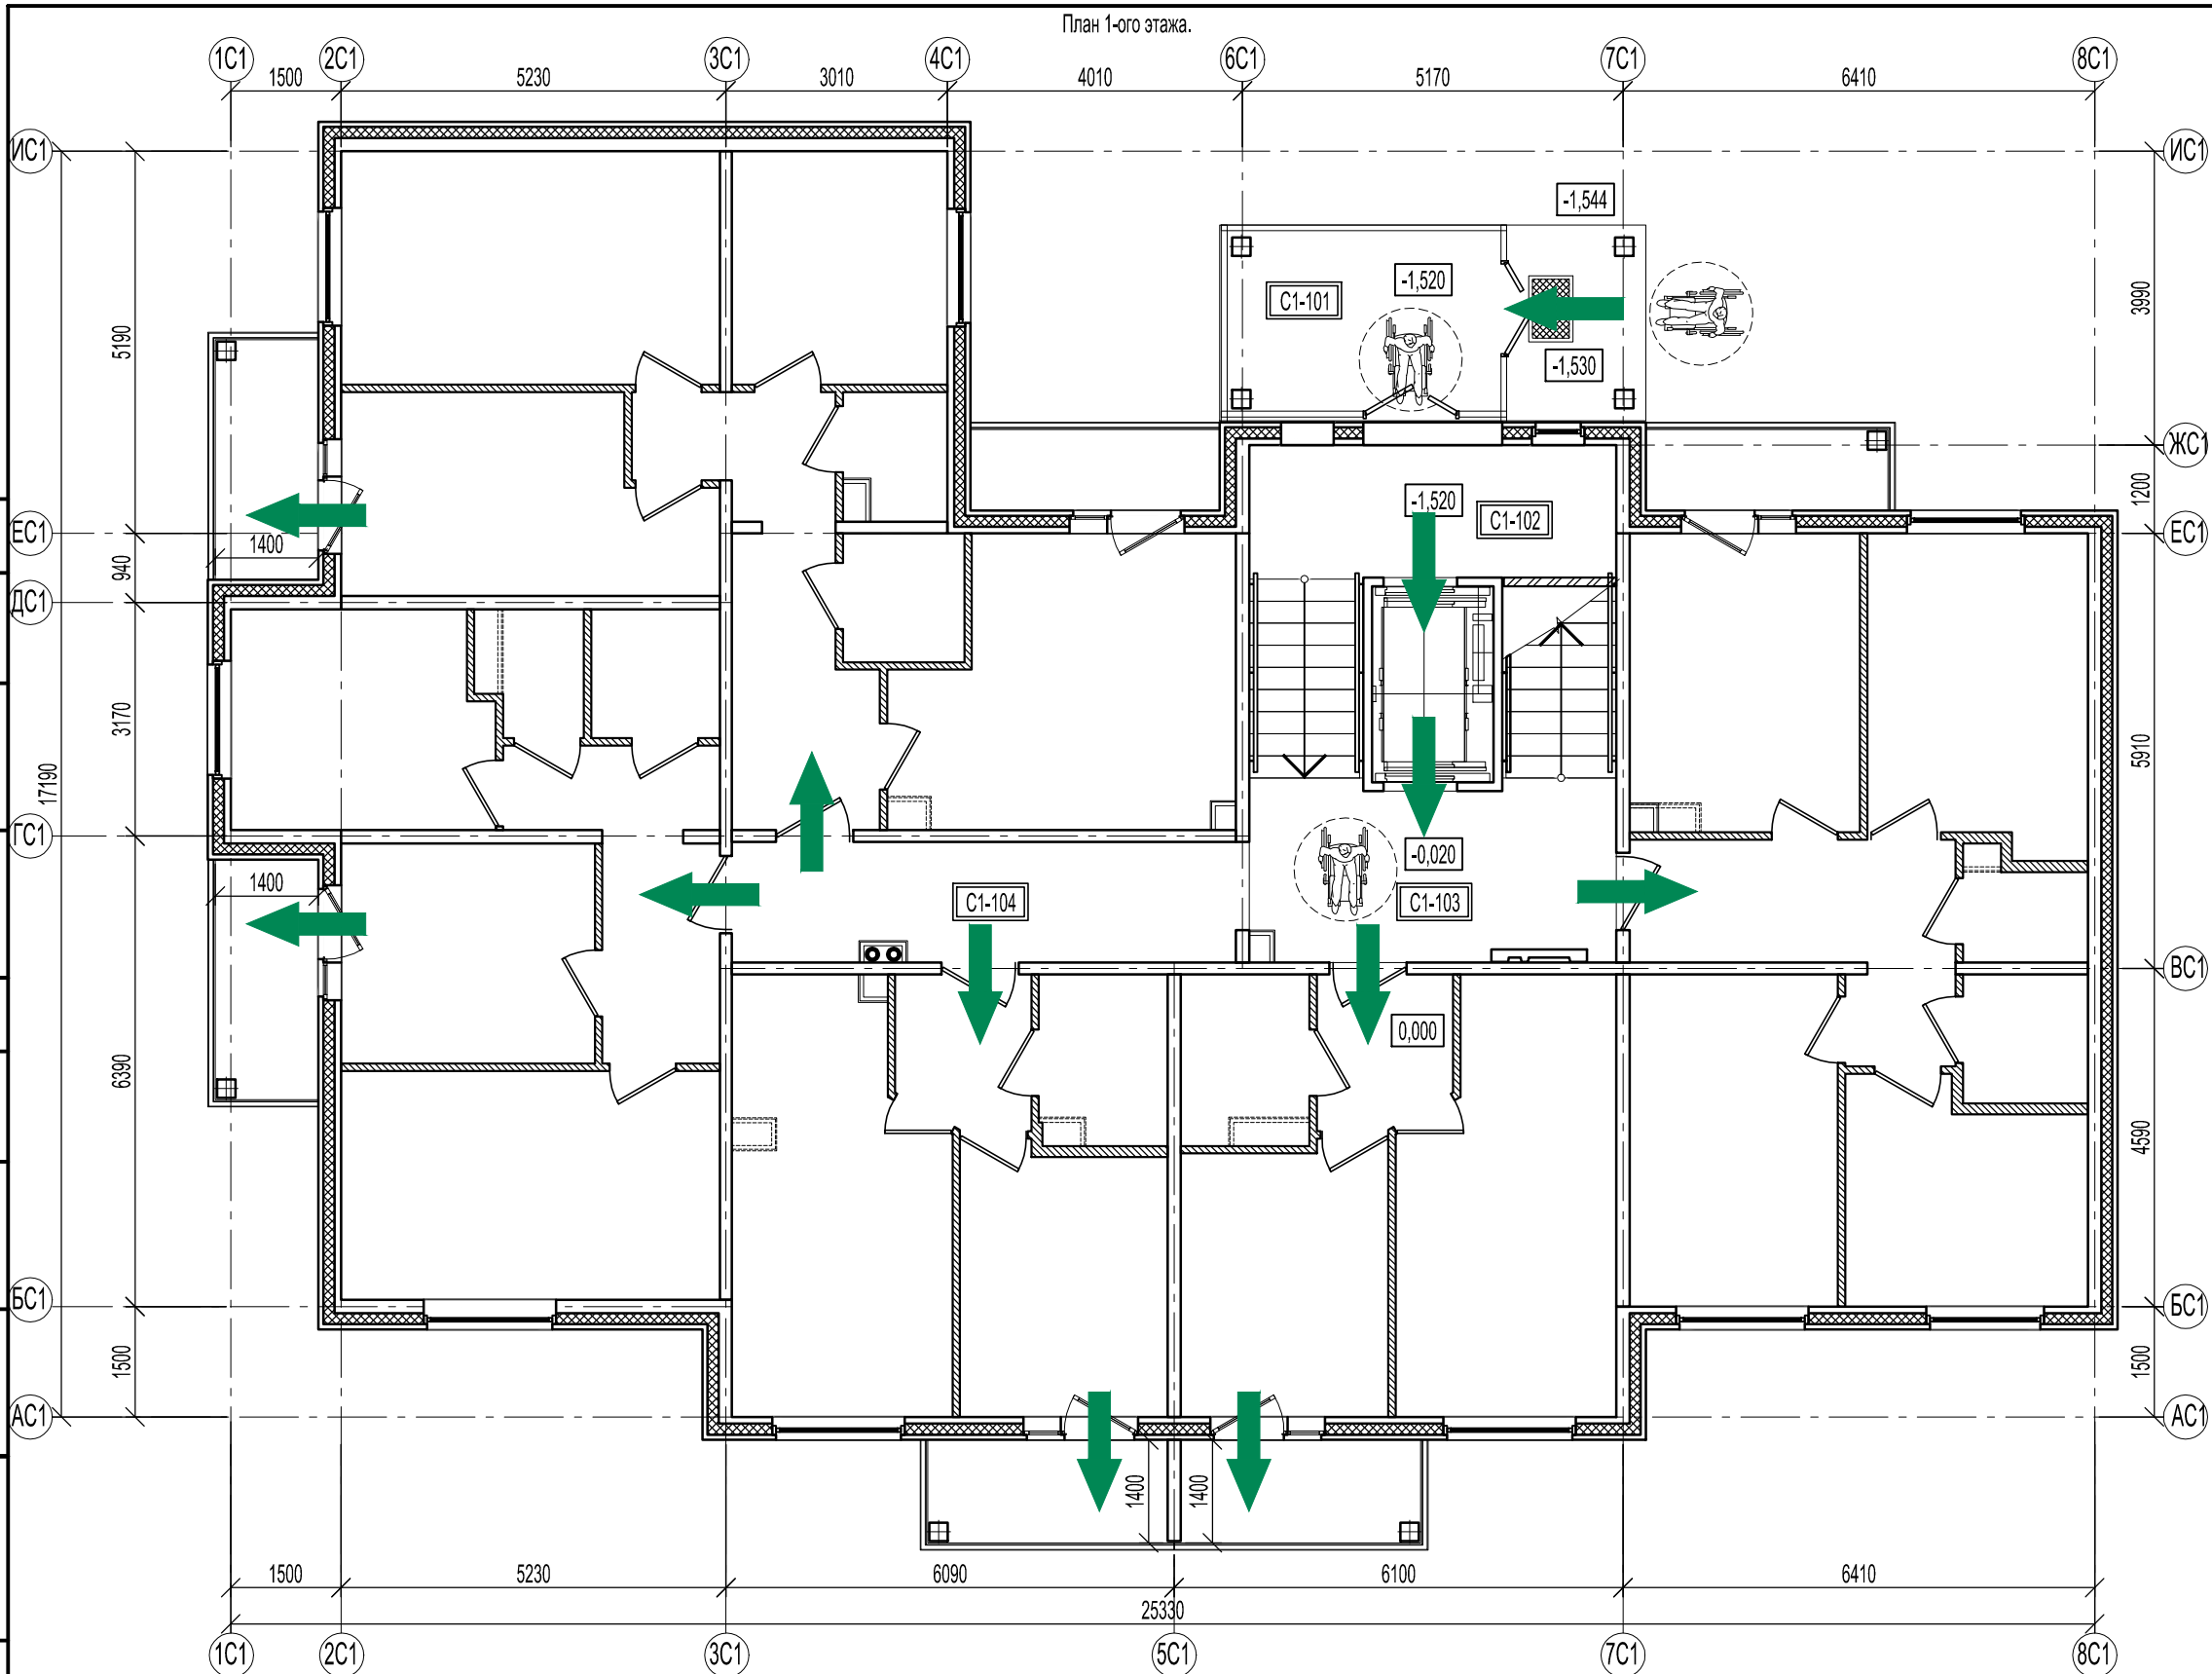 План 1-ого этажа.
1С1 2С1 3С1 4С1 6С1 7С1 8С1
1500 5230 3010 4010 5170 6410
ИС1 ИС1
-1,544
5190 3990
С1-101 -1,520
-1,530
ЖС1
1200
-1,520 С1-102
ЕС1 ЕС1
1400
940
ДС1
3170
17190 5910
ГС1
-0,020
1400
С1-104 С1-103
ВС1
0,000
6390
4590
БС1 БС1
1500 1500
АС1 АС1
1400 1400
1500 5230 6090 6100 6410
25330
1С1 2С1 3С1 5С1 7С1 8С1